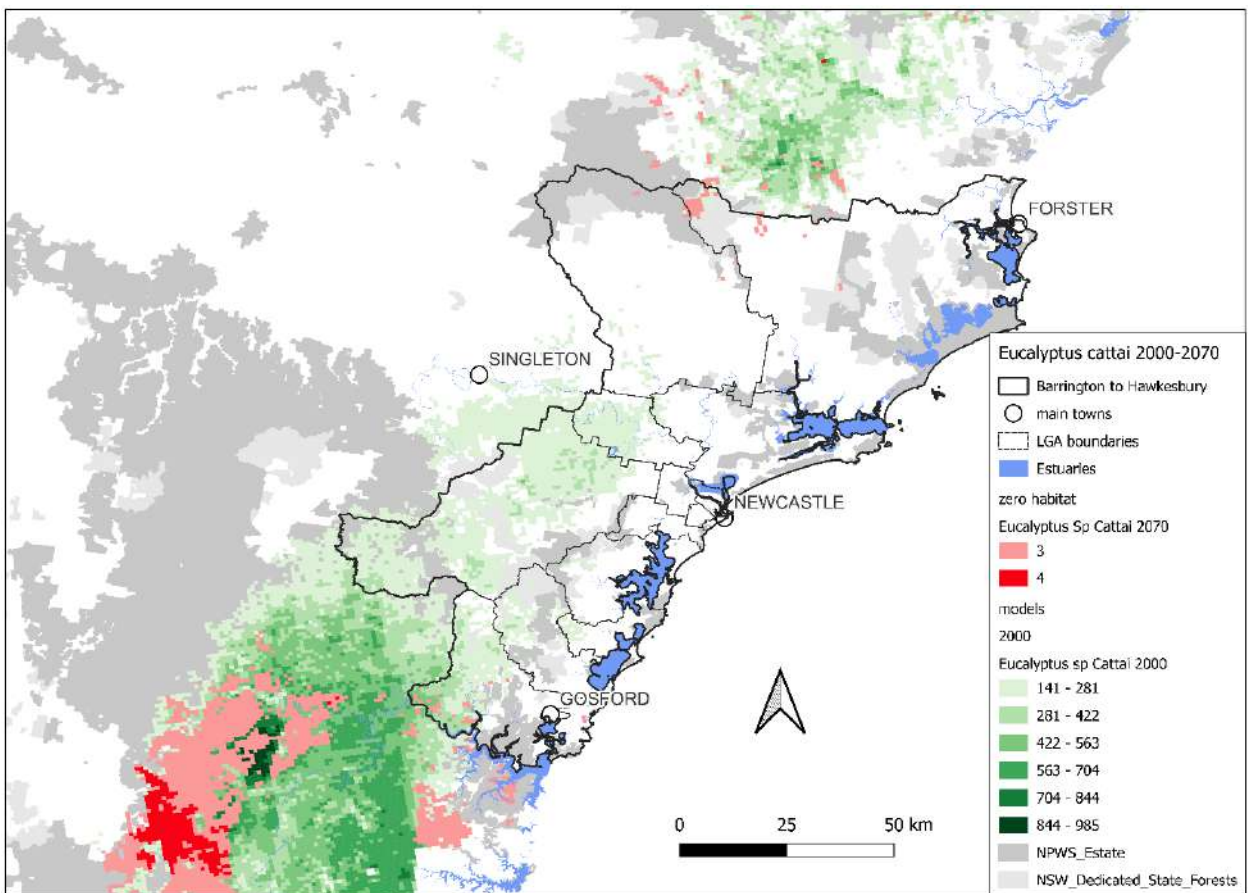 FORSTER
SINGLETON
NEWCASTLE
GOSFORD
0 25 50 km
Eucalyptus cattai 2000-2070
Barrington to Hawkesbury
main towns
LGA boundaries
Estuaries
zero habitat
Eucalyptus Sp Cattai 2070
3
4
models
2000
Eucalyptus sp Cattai 2000
141 - 281
281 - 422
422 - 563
563 - 704
704 - 844
844 - 985
NPWS_Estate
NSW_Dedicated_State_Forests